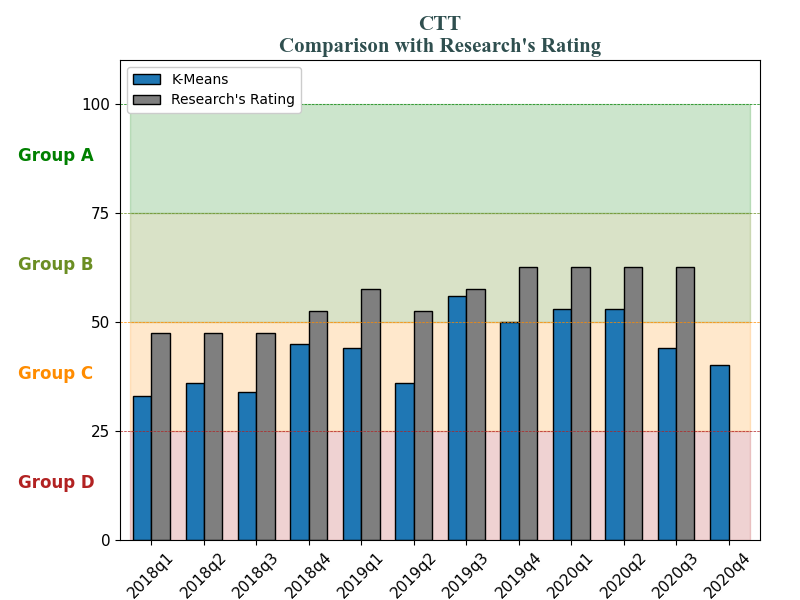 CTT
Comparison with Research's Rating
K-Means
Research's Rating
100
Group A
75
Group B
50
Group C
25
Group D
0
2018q1
2018q2
2018q3
2018q4
2019q1
2019q2
2019q3
2019q4
2020q1
2020q2
2020q3
2020q4